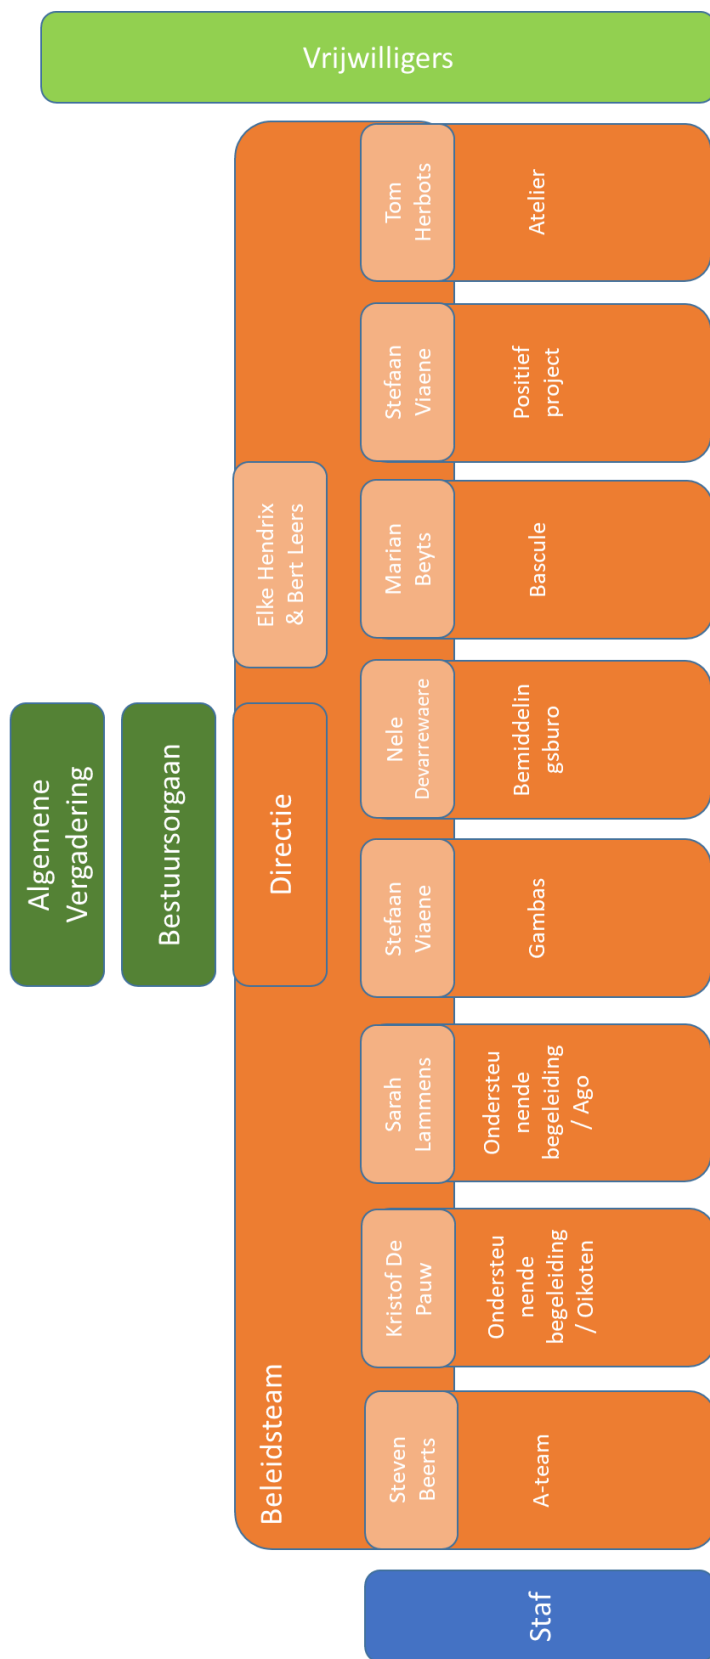 Vrijwilligers
Algemene
Vergadering
Bestuursorgaan
Directie
Elke Hendrix
& Bert Leers
Beleidsteam
Staf
Steven
Beerts
A-team
Kristof De
Pauw
Ondersteu
nende
begeleiding
/ Oikoten
Sarah
Lammens
Ondersteu
nende
begeleiding
/ Ago
Stefaan
Viaene
Gambas
Nele
Devarrewaere
Bemiddelin
gsburo
Marian
Beyts
Bascule
Stefaan
Viaene
Positief
project
Tom
Herbots
Atelier